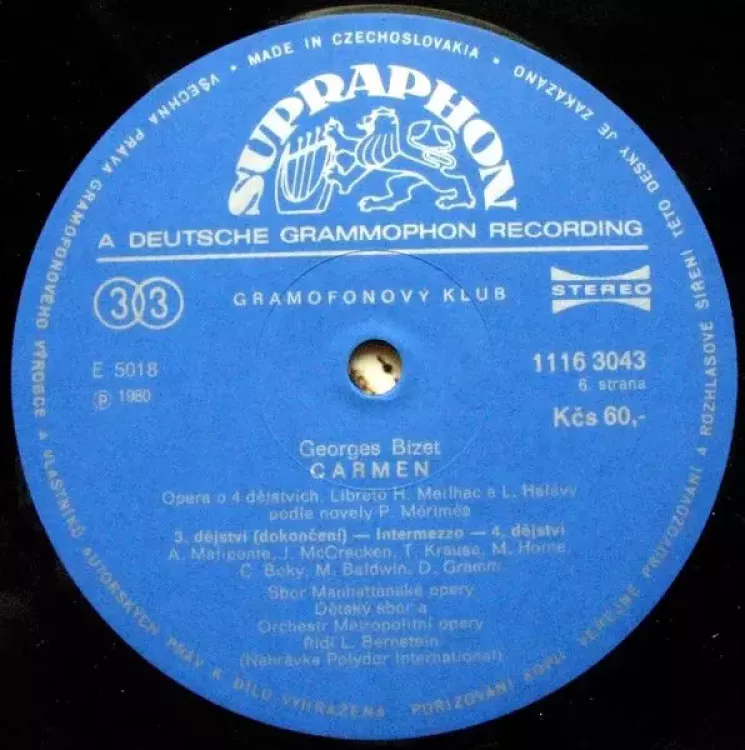 VŠECHNA PRÁVA GRAMOFONOVÉHO VÝROBCE A VLASTNÍKŮ AUTORSKÝCH PRÁV K DÍLU VYHRAŽENA
POŘIZOVÁNÍ KOPIÍ VEŘEJNÉ PROVOZOVÁNÍ A ROZHLASOVÉ ŠÍŘENÍ TÉTO DESKY JE ZAKÁZÁNO
• MADE IN CZECHOSLOVAKIA •
SUPRAPHON
A DEUTSCHE GRAMMOPHON RECORDING
33
GRAMOFONOVÝ KLUB
STEREO
E 5018
1116 3043
Ⓟ 1980
6. strana
Kčs 60,-
Georges Bizet
CARMEN
Opera o 4 dějstvích. Libreto H. Meilhac a L. Halévy
podle novely P. Mériméa
3. dějství (dokončení) — Intermezzo — 4. dějství
A. Maliponte, J. McCracken, T. Krause, M. Horne,
C. Boky, M. Baldwin, D. Gramm
Sbor Manhattanské opery
Dětský sbor a
Orchestr Metropolitní opery
Řídí L. Bernstein
(Nahrávka Polydor International)